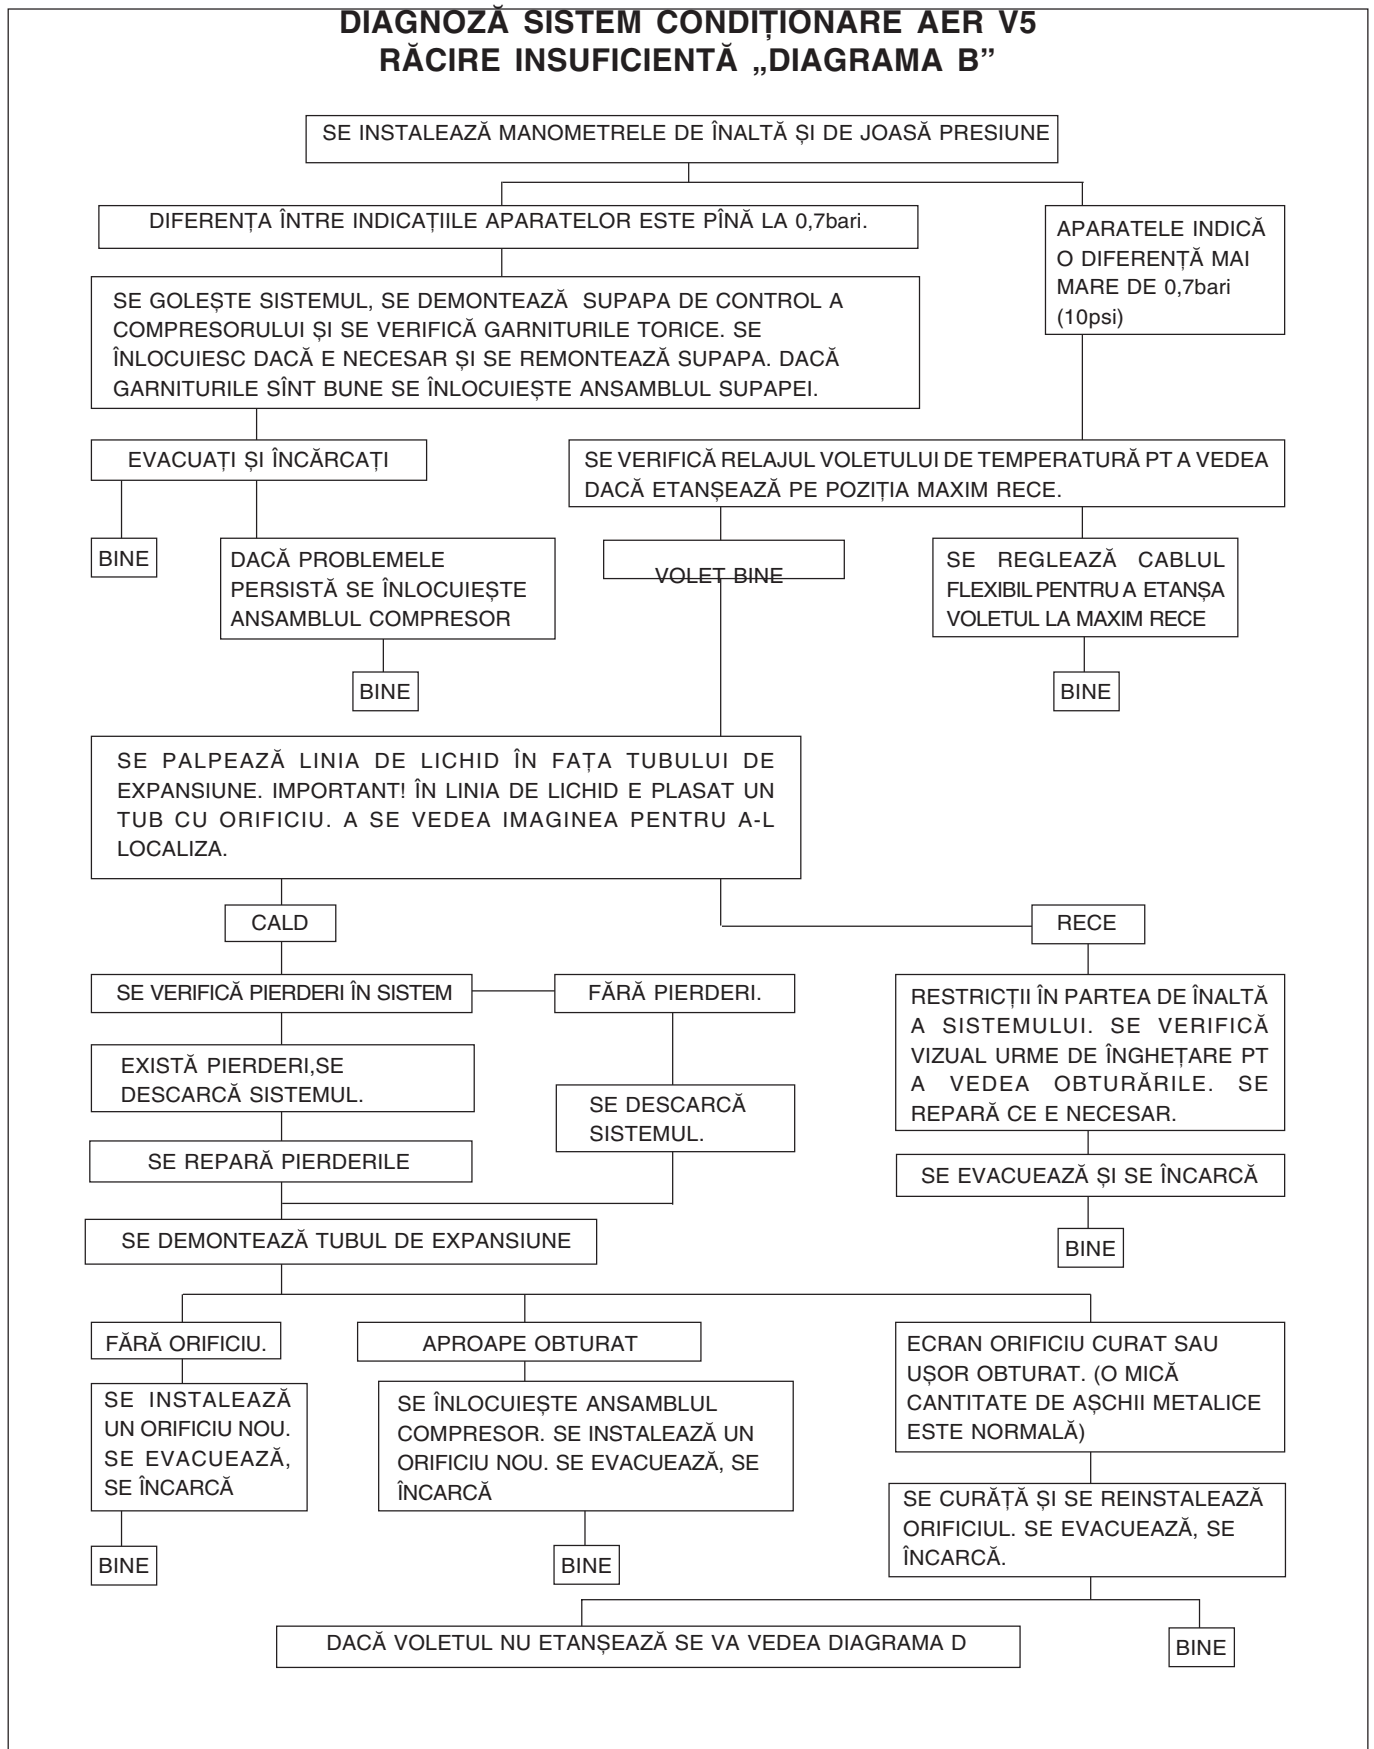 DIAGNOZĂ SISTEM CONDIȚIONARE AER V5
RĂCIRE INSUFICIENTĂ „DIAGRAMA B”
SE INSTALEAZĂ MANOMETRELE DE ÎNALTĂ ȘI DE JOASĂ PRESIUNE
DIFERENȚA ÎNTRE INDICAȚIILE APARATELOR ESTE PÎNĂ LA 0,7bari.
APARATELE INDICĂ
O DIFERENȚĂ MAI
MARE DE 0,7bari
(10psi)
SE GOLEȘTE SISTEMUL, SE DEMONTEAZĂ SUPAPA DE CONTROL A
COMPRESORULUI ȘI SE VERIFICĂ GARNITURILE TORICE. SE
ÎNLOCUIESC DACĂ E NECESAR ȘI SE REMONTEAZĂ SUPAPA. DACĂ
GARNITURILE SÎNT BUNE SE ÎNLOCUIEȘTE ANSAMBLUL SUPAPEI.
EVACUAȚI ȘI ÎNCĂRCAȚI
SE VERIFICĂ RELAJUL VOLETULUI DE TEMPERATURĂ PT A VEDEA
DACĂ ETANȘEAZĂ PE POZIȚIA MAXIM RECE.
BINE
DACĂ PROBLEMELE
PERSISTĂ SE ÎNLOCUIEȘTE
ANSAMBLUL COMPRESOR
VOLET BINE
SE REGLEAZĂ CABLUL
FLEXIBIL PENTRU A ETANȘA
VOLETUL LA MAXIM RECE
BINE
BINE
SE PALPEAZĂ LINIA DE LICHID ÎN FAȚA TUBULUI DE
EXPANSIUNE. IMPORTANT! ÎN LINIA DE LICHID E PLASAT UN
TUB CU ORIFICIU. A SE VEDEA IMAGINEA PENTRU A-L
LOCALIZA.
CALD
RECE
SE VERIFICĂ PIERDERI ÎN SISTEM
FĂRĂ PIERDERI.
RESTRICȚII ÎN PARTEA DE ÎNALTĂ
A SISTEMULUI. SE VERIFICĂ
VIZUAL URME DE ÎNGHEȚARE PT
A VEDEA OBTURĂRILE. SE
REPARĂ CE E NECESAR.
EXISTĂ PIERDERI,SE
DESCARCĂ SISTEMUL.
SE DESCARCĂ
SISTEMUL.
SE REPARĂ PIERDERILE
SE EVACUEAZĂ ȘI SE ÎNCARCĂ
SE DEMONTEAZĂ TUBUL DE EXPANSIUNE
BINE
FĂRĂ ORIFICIU.
APROAPE OBTURAT
ECRAN ORIFICIU CURAT SAU
UȘOR OBTURAT. (O MICĂ
CANTITATE DE AȘCHII METALICE
ESTE NORMALĂ)
SE INSTALEAZĂ
UN ORIFICIU NOU.
SE EVACUEAZĂ,
SE ÎNCARCĂ
SE ÎNLOCUIEȘTE ANSAMBLUL
COMPRESOR. SE INSTALEAZĂ UN
ORIFICIU NOU. SE EVACUEAZĂ, SE
ÎNCARCĂ
SE CURĂȚĂ ȘI SE REINSTALEAZĂ
ORIFICIUL. SE EVACUEAZĂ, SE
ÎNCARCĂ.
BINE
BINE
DACĂ VOLETUL NU ETANȘEAZĂ SE VA VEDEA DIAGRAMA D
BINE